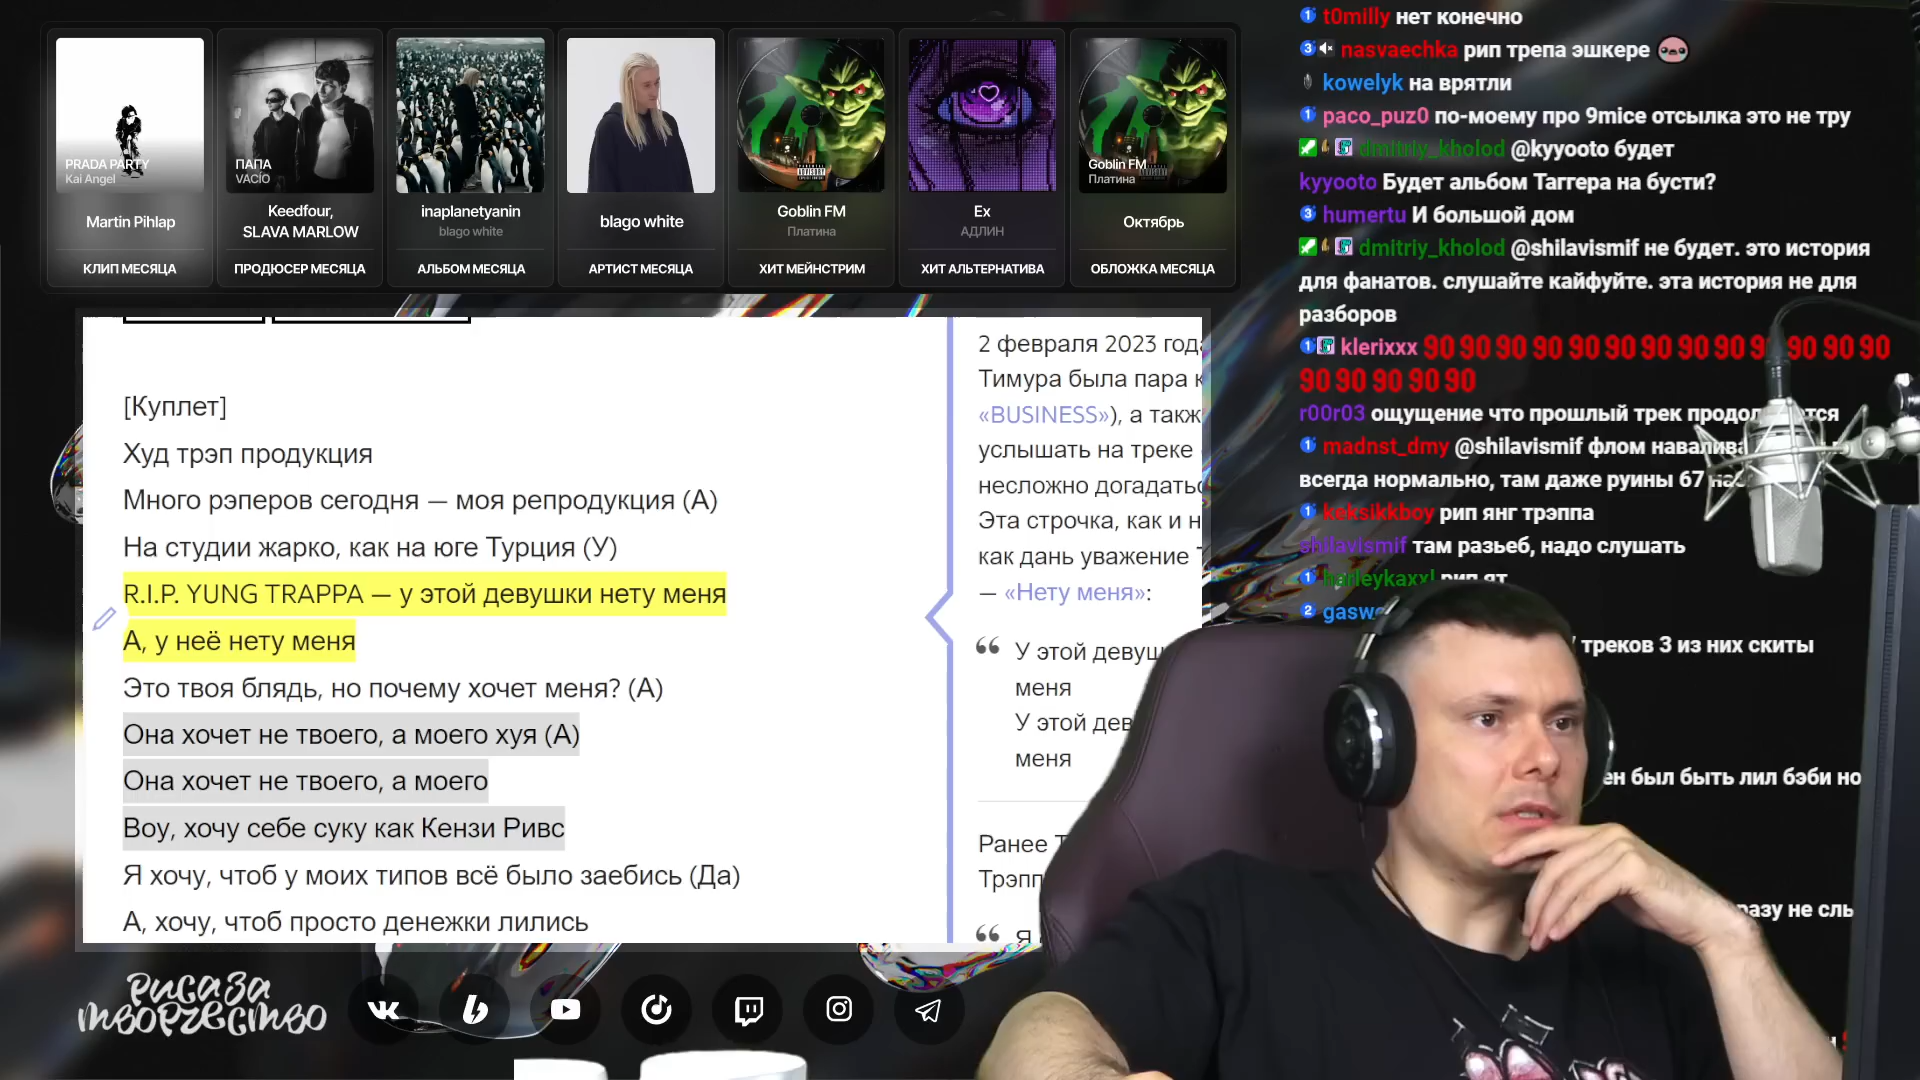 PRADA PARTY
Kai Angel
Martin Pihlap
КЛИП МЕСЯЦА
ПАПА
VACÍO
Keedfour,
SLAVA MARLOW
ПРОДЮСЕР МЕСЯЦА
inaplanetyanin
blago white
АЛЬБОМ МЕСЯЦА
blago white
АРТИСТ МЕСЯЦА
Goblin FM
Платина
ХИТ МЕЙНСТРИМ
Ex
АДЛИН
ХИТ АЛЬТЕРНАТИВА
Goblin FM
Платина
Октябрь
ОБЛОЖКА МЕСЯЦА
[Куплет]
Худ трэп продукция
Много рэперов сегодня — моя репродукция (А)
На студии жарко, как на юге Турция (У)
R.I.P. YUNG TRAPPA — у этой девушки нету меня
А, у неё нету меня
Это твоя блядь, но почему хочет меня? (А)
Она хочет не твоего, а моего хуя (А)
Она хочет не твоего, а моего
Воу, хочу себе суку как Кензи Ривс
Я хочу, чтоб у моих типов всё было заебись (Да)
А, хочу, чтоб просто денежки лились
2 февраля 2023 год
Тимура была пара
«BUSINESS»), а такж
услышать на треке
несложно догадатьс
Эта строчка, как и н
как дань уважение
— «Нету меня»:
“ У этой девуш
меня
У этой дев
меня
Ранее
Трэпп
“ Я
t0milly нет конечно
nasvaechka рип трепа эшкере
kowelyk на врятли
paco_puz0 по-моему про 9mice отсылка это не тру
dmitriy_kholod @kyyooto будет
kyyooto Будет альбом Таггера на бусти?
humertu И большой дом
dmitriy_kholod @shilavismif не будет. это история
для фанатов. слушайте кайфуйте. эта история не для
разборов
klerixxx 90 90 90 90 90 90 90 90 90 90 90 90
90 90 90 90 90
r00r03 ощущение что прошлый трек
madnst_dmy @shilavismif флом
всегда нормально, там даже руины 67
keksikkboy рип янг трэппа
shilavismif там разьеб, надо слушать
harleykaxxl рип ят
gasw
треков 3 из них скиты
был быть лил бэби но
разу не
риса за
творчество